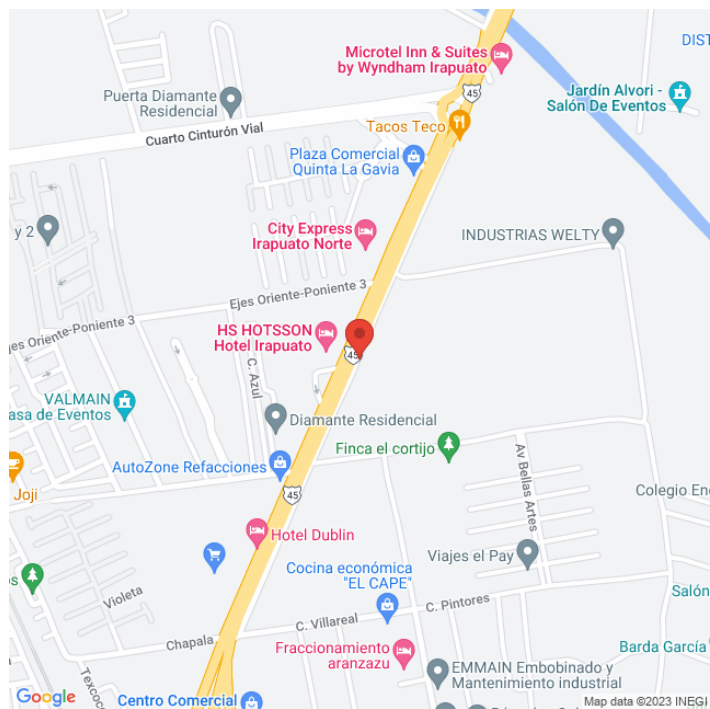 Microtel Inn & Suites
by Wyndham Irapuato
45
DIST
Puerta Diamante
Residencial
Jardín Alvori -
Salón De Eventos
Cuarto Cinturón Vial
Tacos Teco
Plaza Comercial
Quinta La Gavia
y 2
City Express
Irapuato Norte
INDUSTRIAS WELTY
Ejes Oriente-Poniente 3
Ejes Oriente-Poniente 3
HS HOTSSON
Hotel Irapuato
45
C. Azul
VALMAIN
casa de Eventos
Diamante Residencial
Finca el cortijo
AutoZone Refacciones
Av Bellas Artes
Joji
45
Colegio Enc
Hotel Dublin
Viajes el Pay
Cocina económica
"EL CAPE"
os
Violeta
Salón
C. Pintores
C. Villareal
Chapala
Fraccionamiento
aranzazu
Barda García
Texcoco
EMMAIN Embobinado y
Mantenimiento industrial
Centro Comercial
Google
Map data ©2023 INEGI